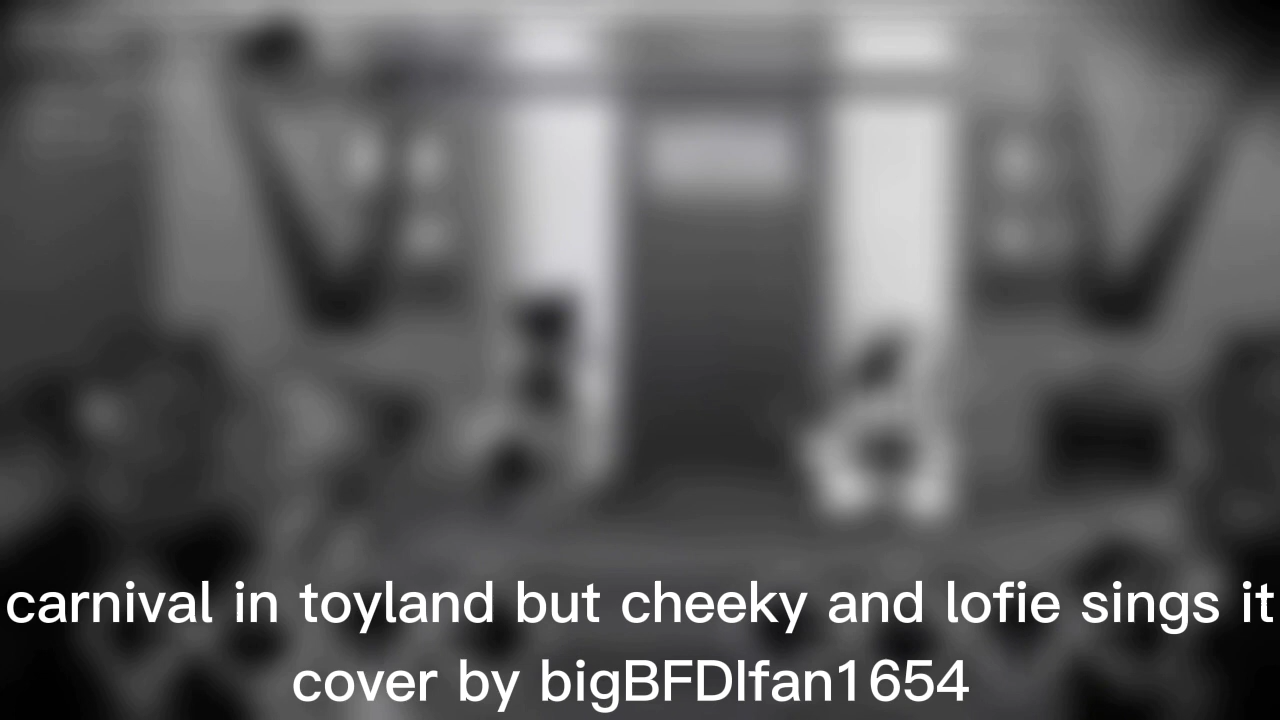 carnival in toyland but cheeky and lofie sings it
cover by bigBFDIfan1654